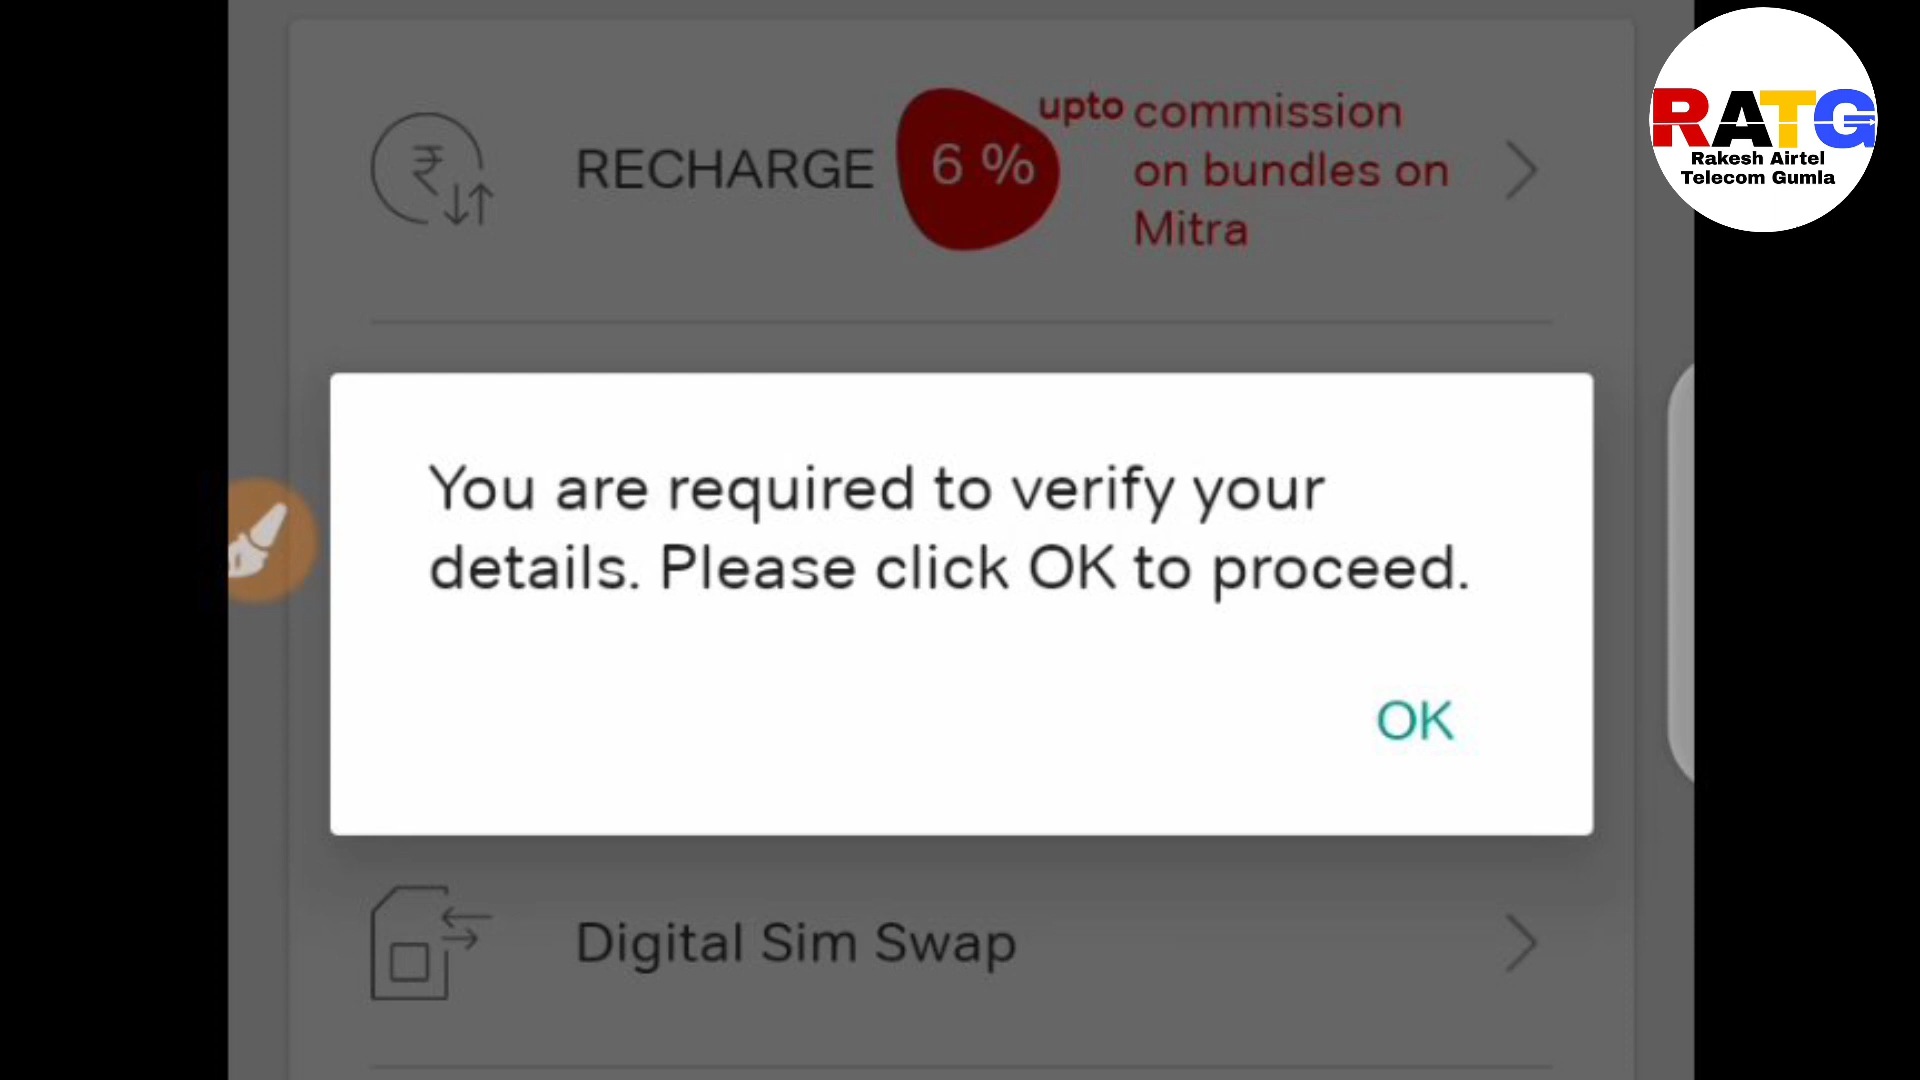 upto commission
RECHARGE 6 % on bundles on
Mitra
RATG
Rakesh Airtel
Telecom Gumla
You are required to verify your
details. Please click OK to proceed.
OK
Digital Sim Swap